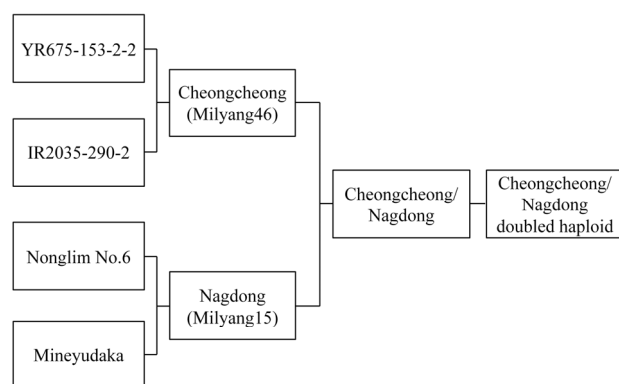 YR675-153-2-2
IR2035-290-2
Nonglim No.6
Mineyudaka
Cheongcheong
(Milyang46)
Nagdong
(Milyang15)
Cheongcheong/
Nagdong
Cheongcheong/
Nagdong
doubled haploid